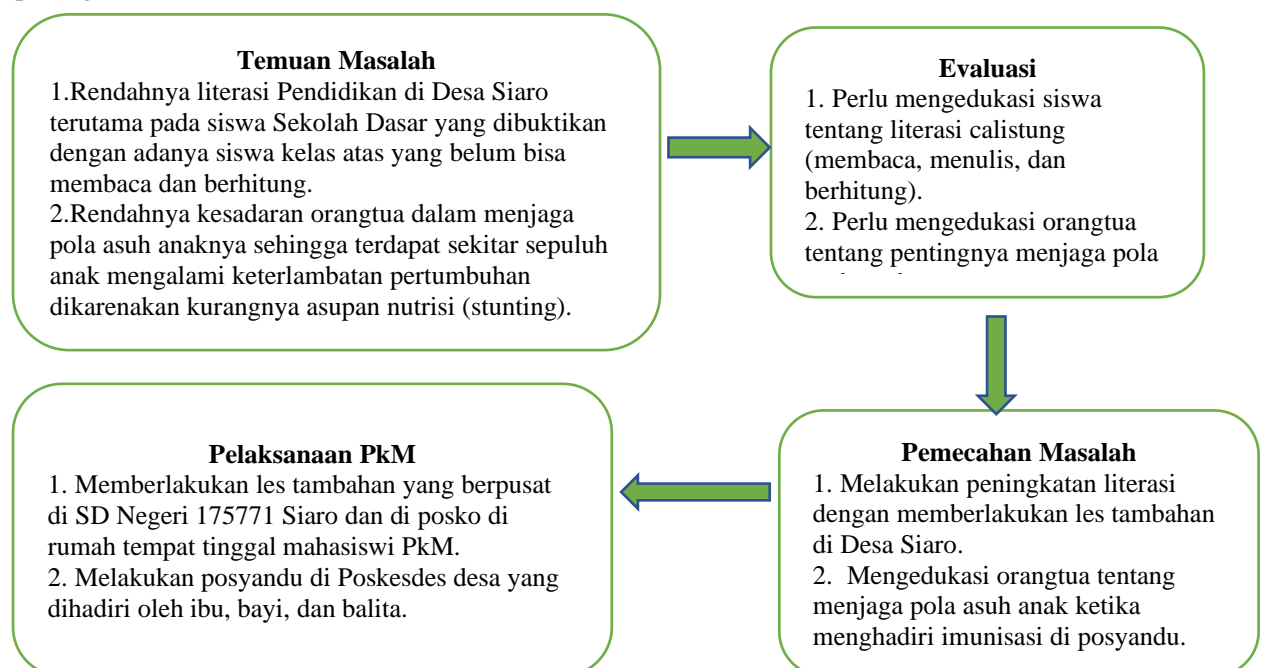 Temuan Masalah
1.Rendahnya literasi Pendidikan di Desa Siaro
terutama pada siswa Sekolah Dasar yang dibuktikan
dengan adanya siswa kelas atas yang belum bisa
membaca dan berhitung.
2.Rendahnya kesadaran orangtua dalam menjaga
pola asuh anaknya sehingga terdapat sekitar sepuluh
anak mengalami keterlambatan pertumbuhan
dikarenakan kurangnya asupan nutrisi (stunting).
Evaluasi
1. Perlu mengedukasi siswa
tentang literasi calistung
(membaca, menulis, dan
berhitung).
2. Perlu mengedukasi orangtua
tentang pentingnya menjaga pola
Pemecahan Masalah
1. Melakukan peningkatan literasi
dengan memberlakukan les tambahan
di Desa Siaro.
2. Mengedukasi orangtua tentang
menjaga pola asuh anak ketika
menghadiri imunisasi di posyandu.
Pelaksanaan PkM
1. Memberlakukan les tambahan yang berpusat
di SD Negeri 175771 Siaro dan di posko di
rumah tempat tinggal mahasiswi PkM.
2. Melakukan posyandu di Poskesdes desa yang
dihadiri oleh ibu, bayi, dan balita.